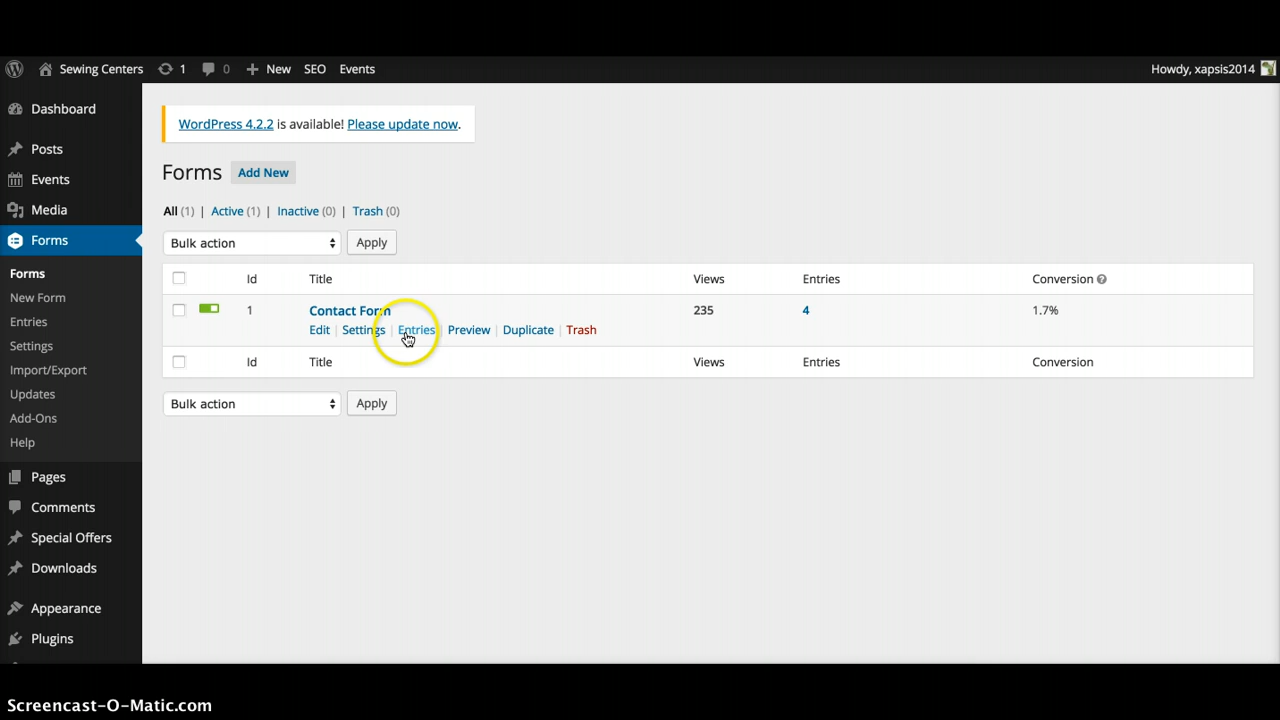 Sewing Centers 1 0 New SEO Events Howdy, xapsis2014
Dashboard
Posts
Events
Media
Forms
Forms
New Form
Entries
Settings
Import/Export
Updates
Add-Ons
Help
Pages
Comments
Special Offers
Downloads
Appearance
Plugins
WordPress 4.2.2 is available! Please update now.
Forms Add New
All (1) | Active (1) | Inactive (0) | Trash (0)
Bulk action Apply
Id Title Views Entries Conversion ?
1 Contact Form 235 4 1.7%
Edit | Settings | Entries | Preview | Duplicate | Trash
Id Title Views Entries Conversion
Bulk action Apply
Screencast-O-Matic.com